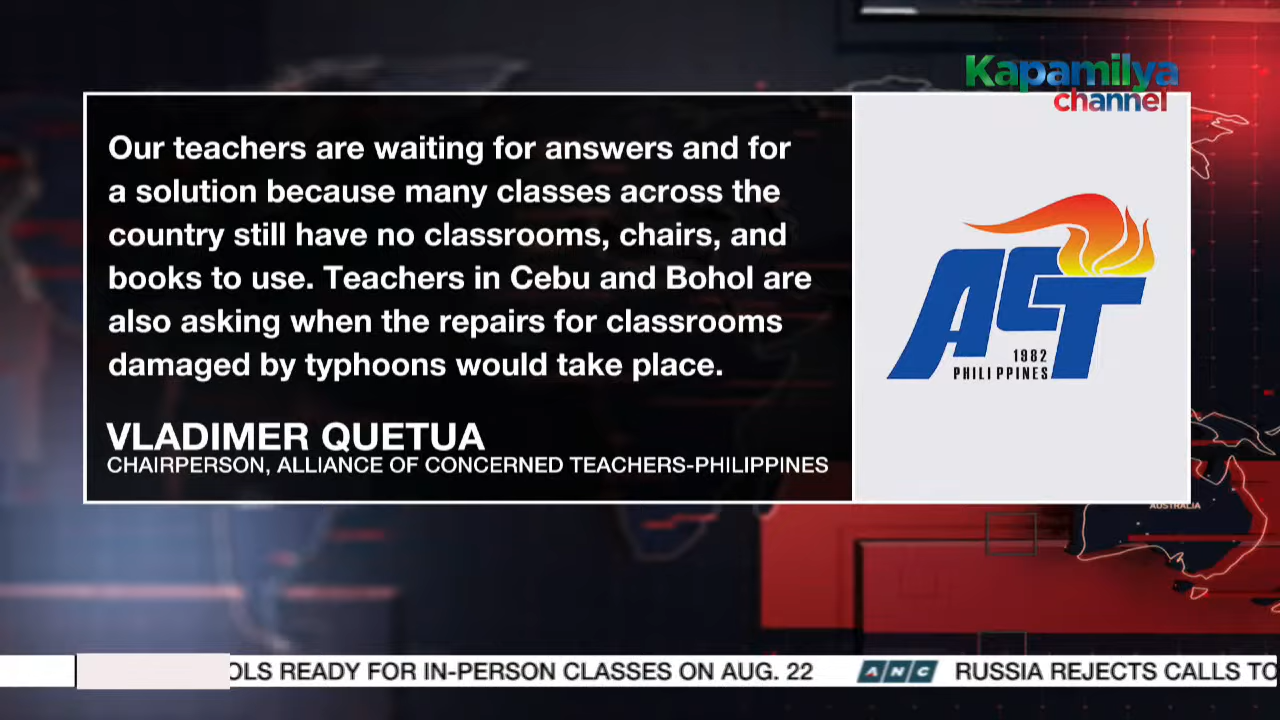 Kapamilya
channel
Our teachers are waiting for answers and for
a solution because many classes across the
country still have no classrooms, chairs, and
books to use. Teachers in Cebu and Bohol are
also asking when the repairs for classrooms
damaged by typhoons would take place.
VLADIMER QUETUA
CHAIRPERSON, ALLIANCE OF CONCERNED TEACHERS-PHILIPPINES
ACT
1982
PHILIPPINES
AUSTRALIA
OLS READY FOR IN-PERSON CLASSES ON AUG. 22 ANC RUSSIA REJECTS CALLS TO